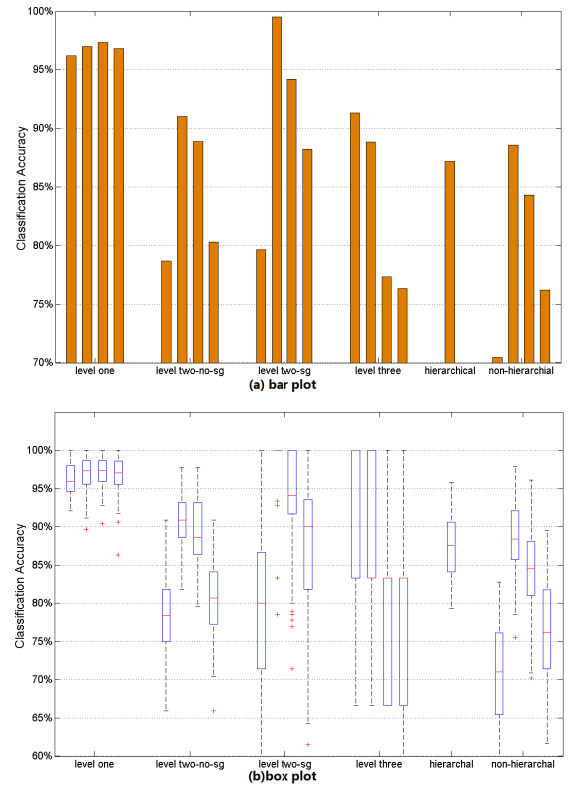 100%
95%
90%
85%
80%
75%
70%
Classification Accuracy
level one level two-no-sg level two-sg level three hierarchical non-hierarchial
(a) bar plot
100%
95%
90%
85%
80%
75%
70%
65%
60%
Classification Accuracy
level one level two-no-sg level two-sg level three hierarchal non-hierarchal
(b)box plot